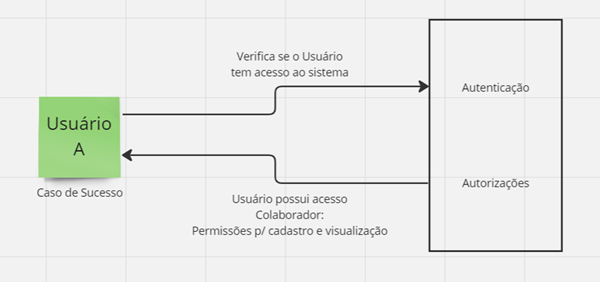 Verifica se o Usuário
tem acesso ao sistema
Autenticação
Usuário
A
Caso de Sucesso
Autorizações
Usuário possui acesso
Colaborador:
Permissões p/ cadastro e visualização